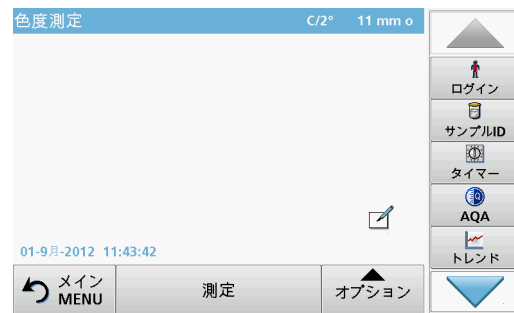 色度測定 C/2° 11 mm o
ログイン
サンプルID
タイマー
AQA
トレンド
01-9月-2012 11:43:42
メイン
MENU
測定
オプション